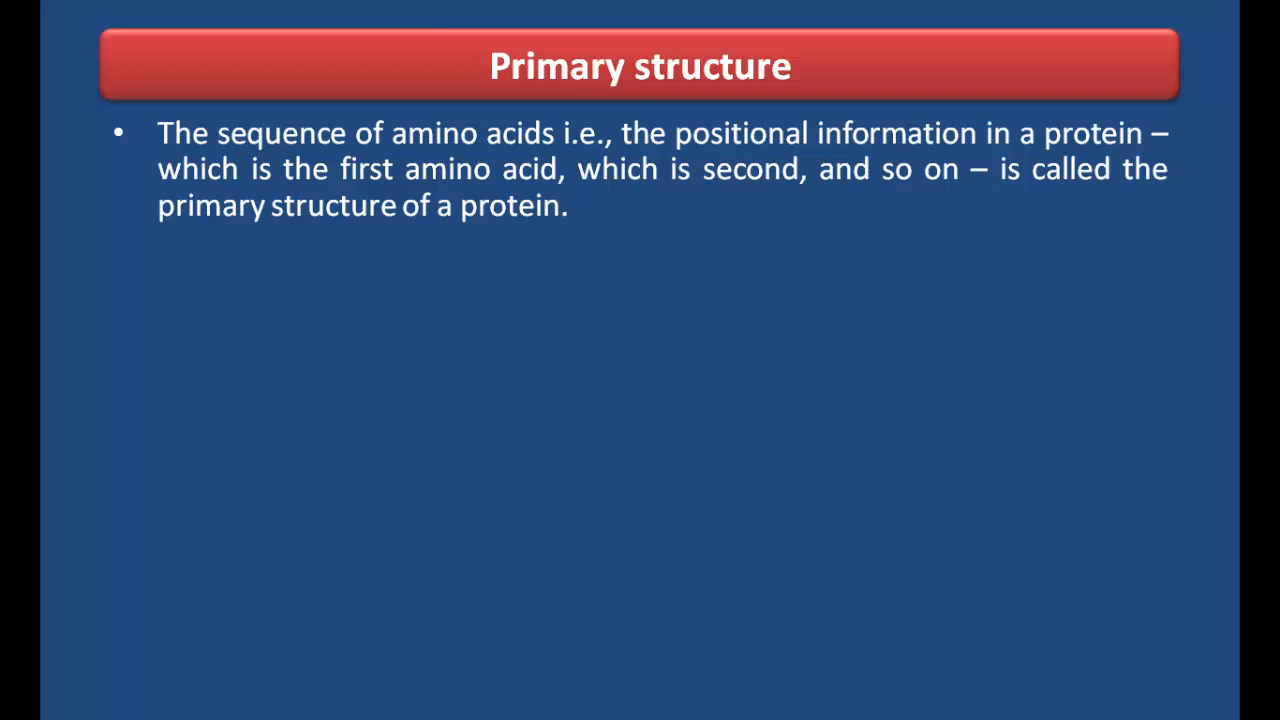 Primary structure
• The sequence of amino acids i.e., the positional information in a protein –
which is the first amino acid, which is second, and so on – is called the
primary structure of a protein.